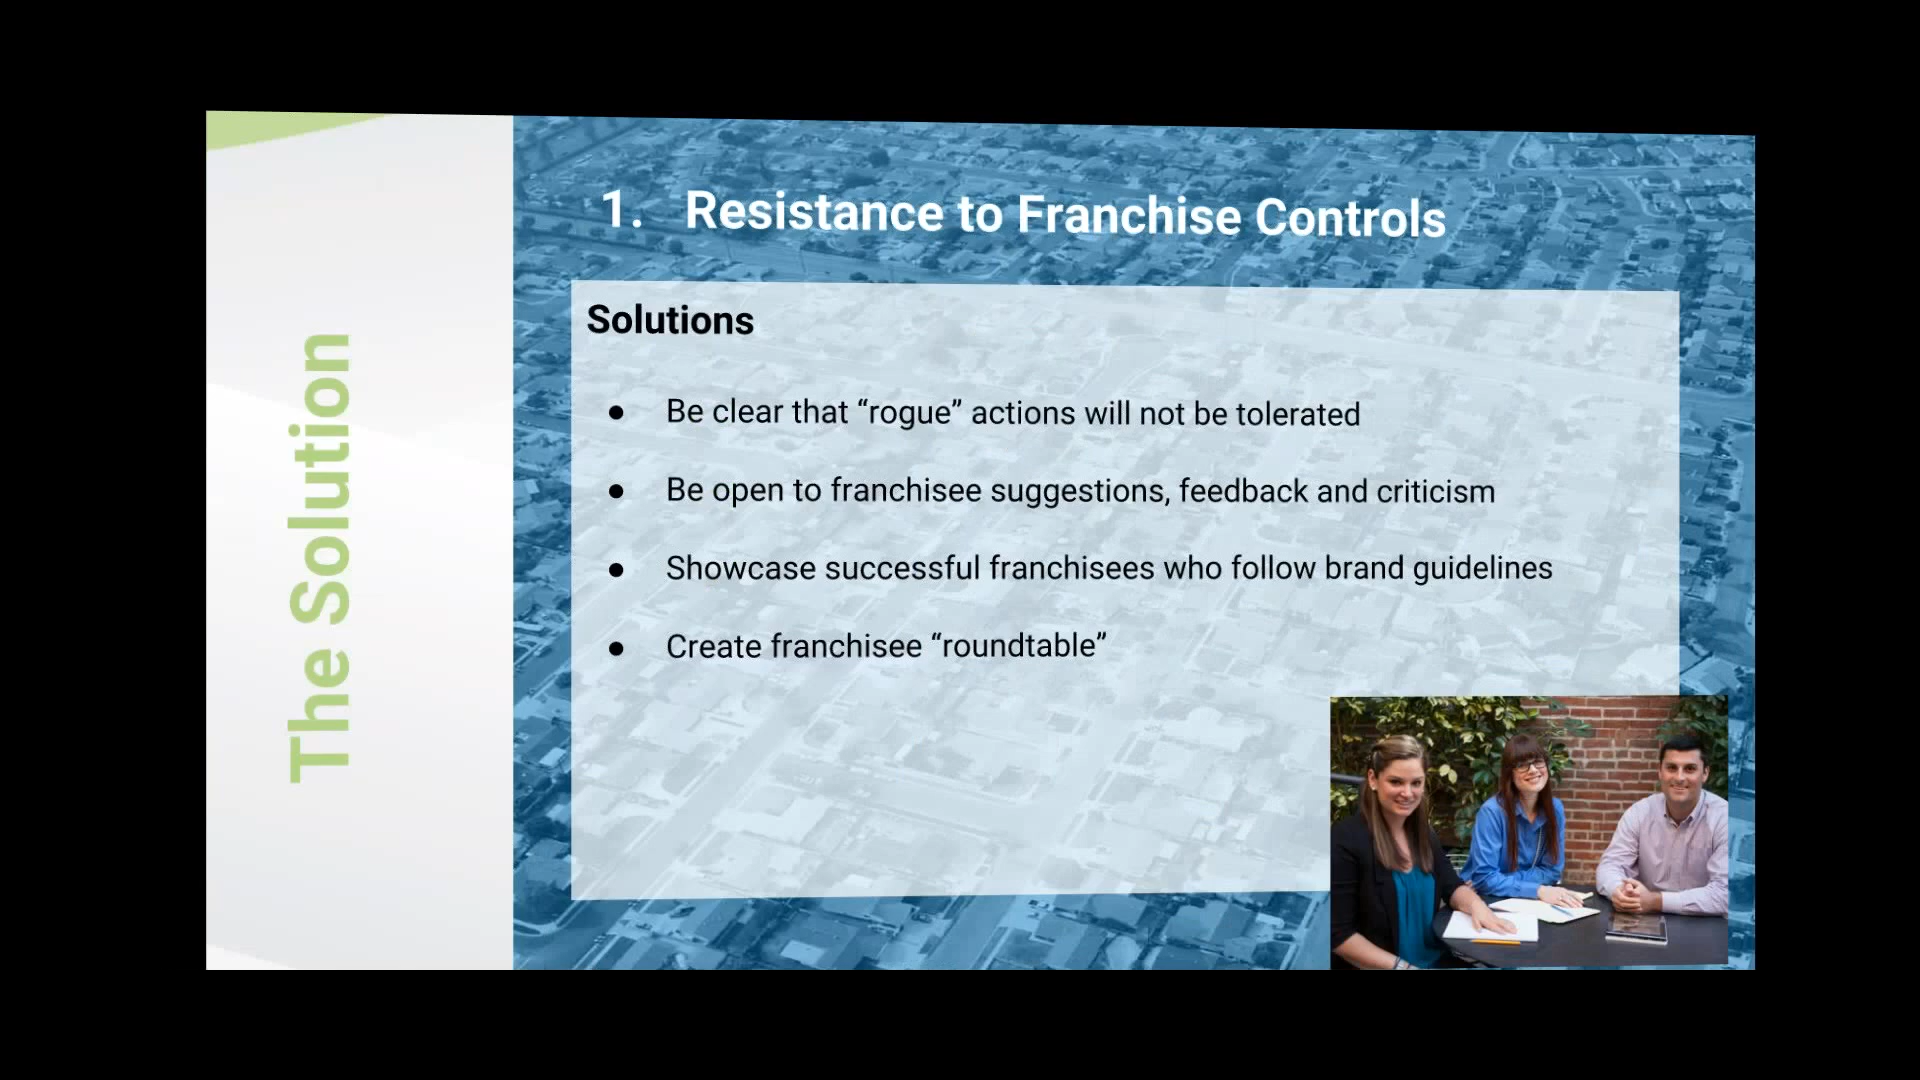 The Solution
1. Resistance to Franchise Controls
Solutions
● Be clear that “rogue” actions will not be tolerated
● Be open to franchisee suggestions, feedback and criticism
● Showcase successful franchisees who follow brand guidelines
● Create franchisee “roundtable”